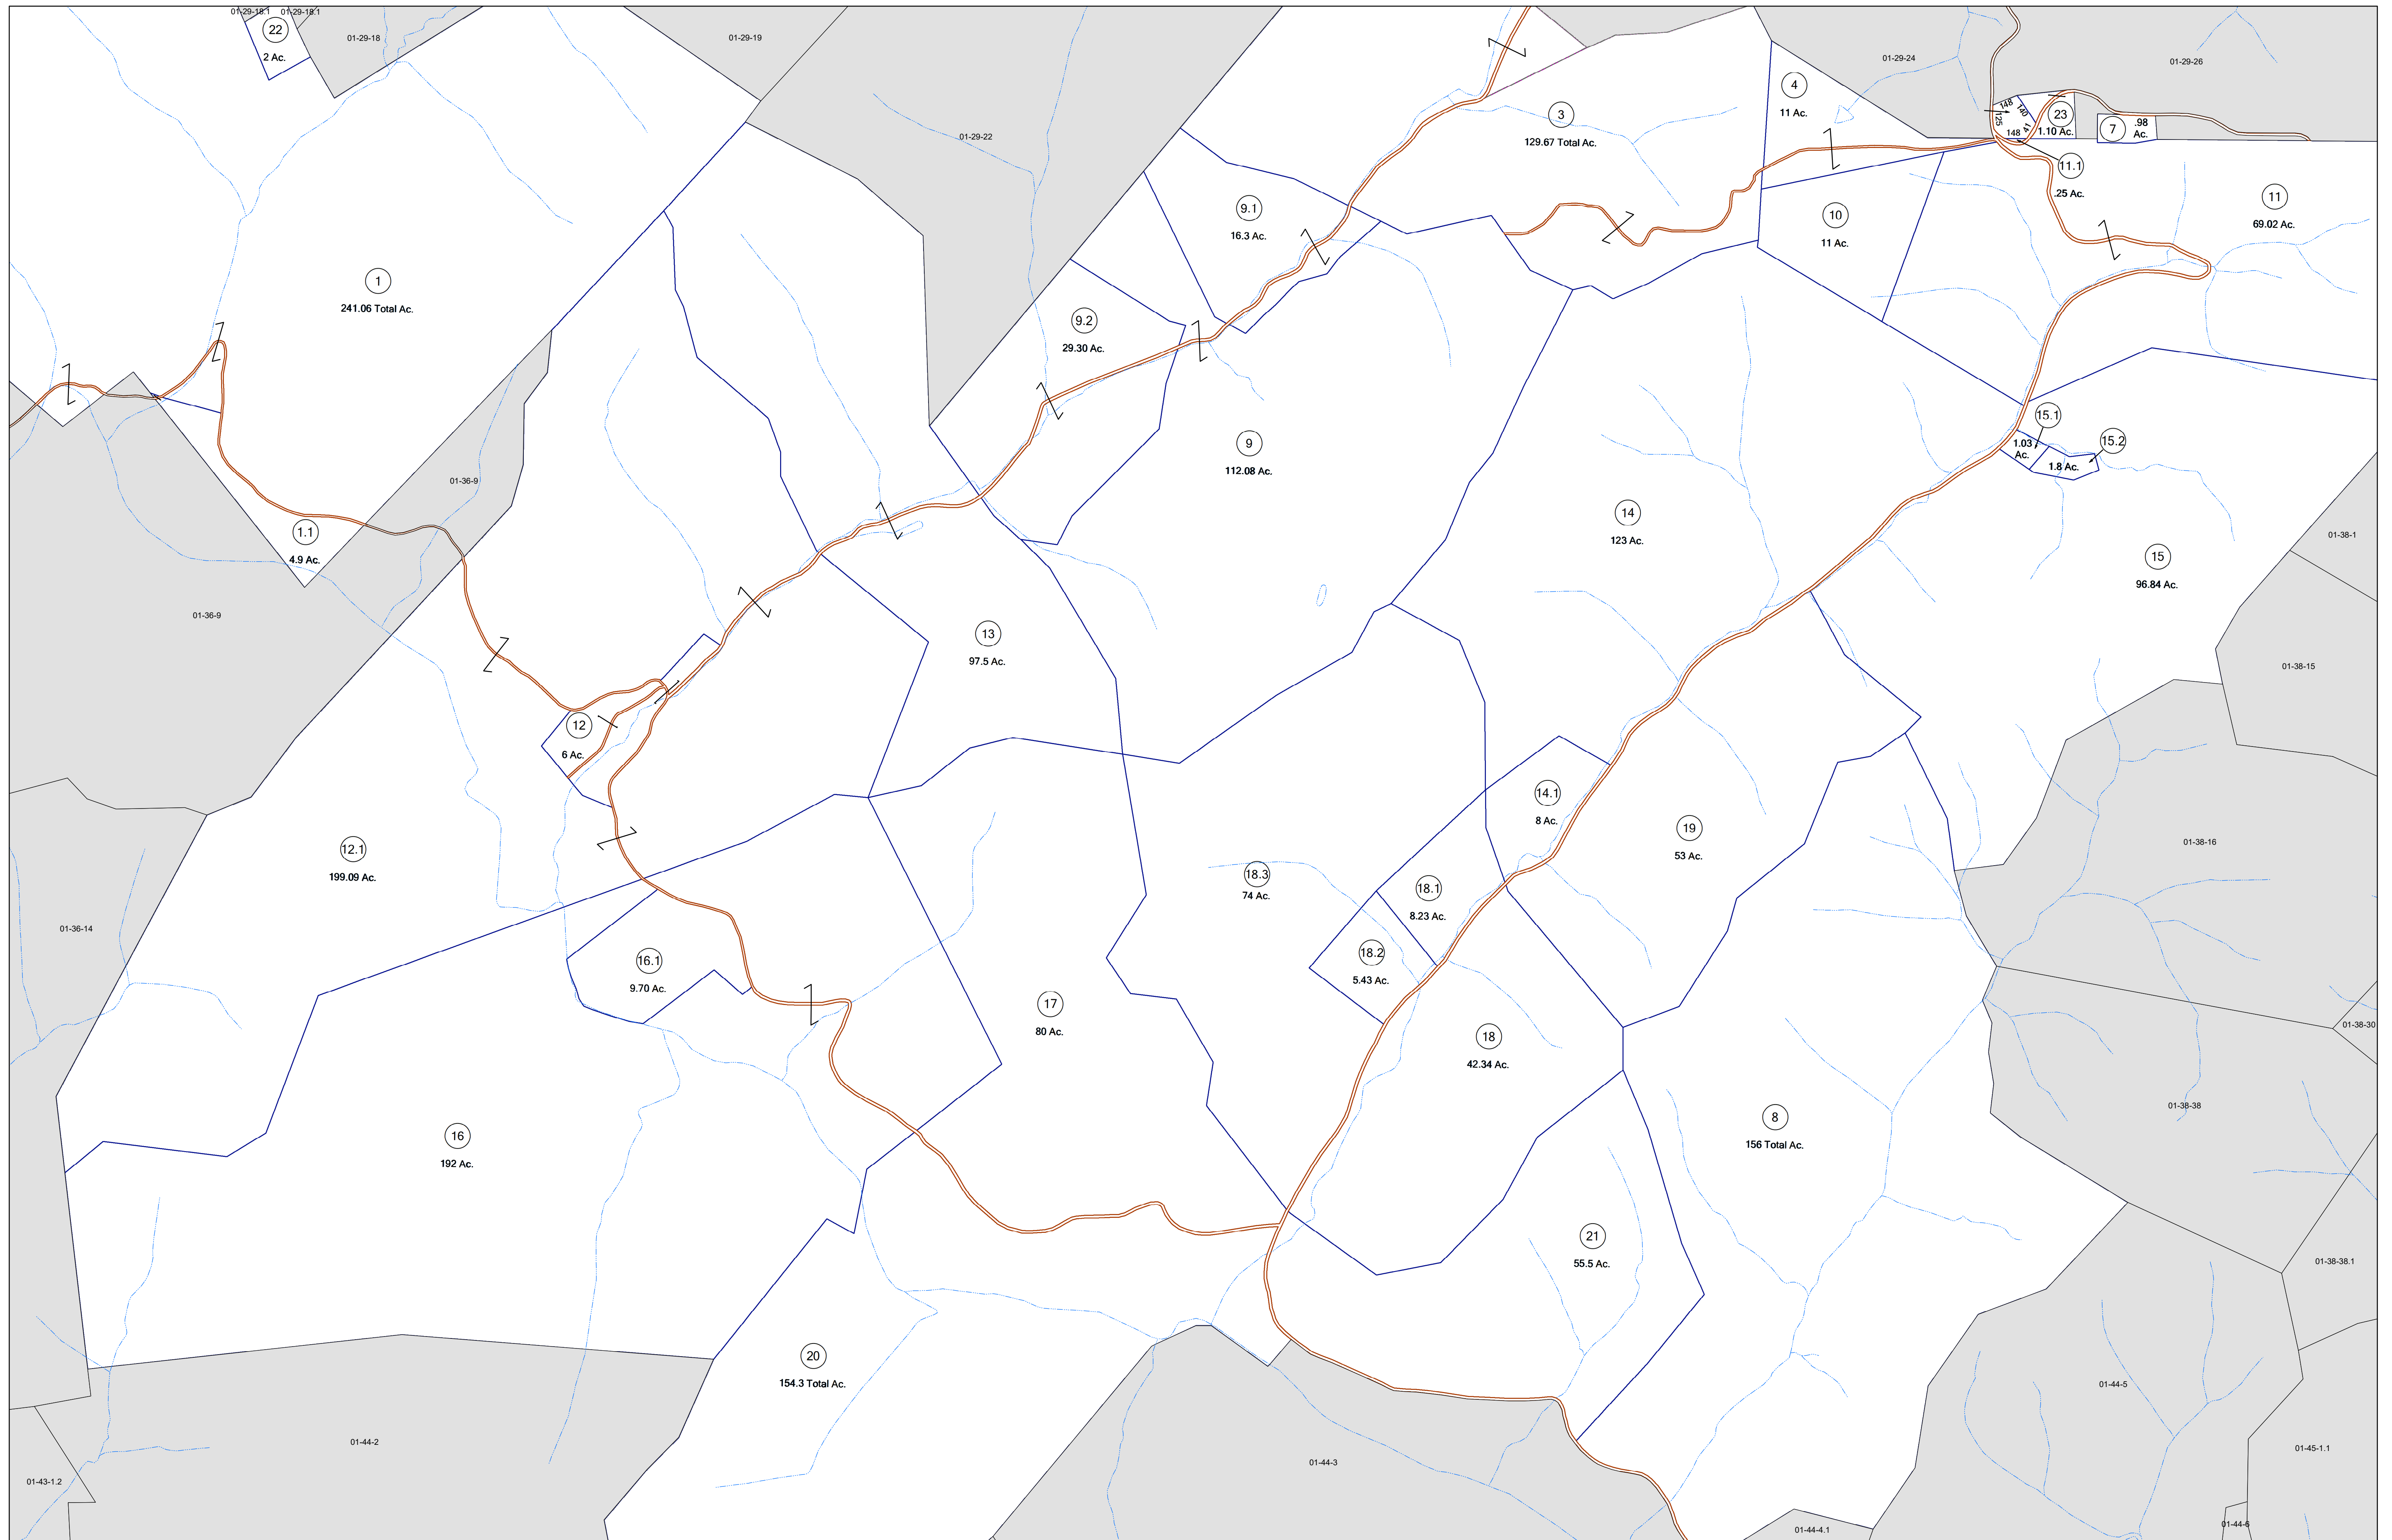 01-29-18.1
01-29-18.1
22
2 Ac.
01-29-18
01-29-19
01-29-22
01-29-24
01-29-26
1
241.06 Total Ac.
3
129.67 Total Ac.
4
11 Ac.
148
140
125
41
148
23
1.10 Ac.
7
.98
Ac.
11.1
.25 Ac.
11
69.02 Ac.
9.1
16.3 Ac.
10
11 Ac.
9.2
29.30 Ac.
9
112.08 Ac.
15.1
1.03
Ac.
15.2
1.8 Ac.
01-36-9
1.1
4.9 Ac.
14
123 Ac.
15
96.84 Ac.
01-38-1
01-36-9
13
97.5 Ac.
01-38-15
12
6 Ac.
14.1
8 Ac.
19
53 Ac.
01-38-16
12.1
199.09 Ac.
18.3
74 Ac.
18.1
8.23 Ac.
01-36-14
16.1
9.70 Ac.
18.2
5.43 Ac.
17
80 Ac.
18
42.34 Ac.
01-38-30
01-38-38
16
192 Ac.
8
156 Total Ac.
21
55.5 Ac.
01-38-38.1
20
154.3 Total Ac.
01-44-5
01-44-2
01-44-3
01-45-1.1
01-43-1.2
01-44-4.1
01-44-6